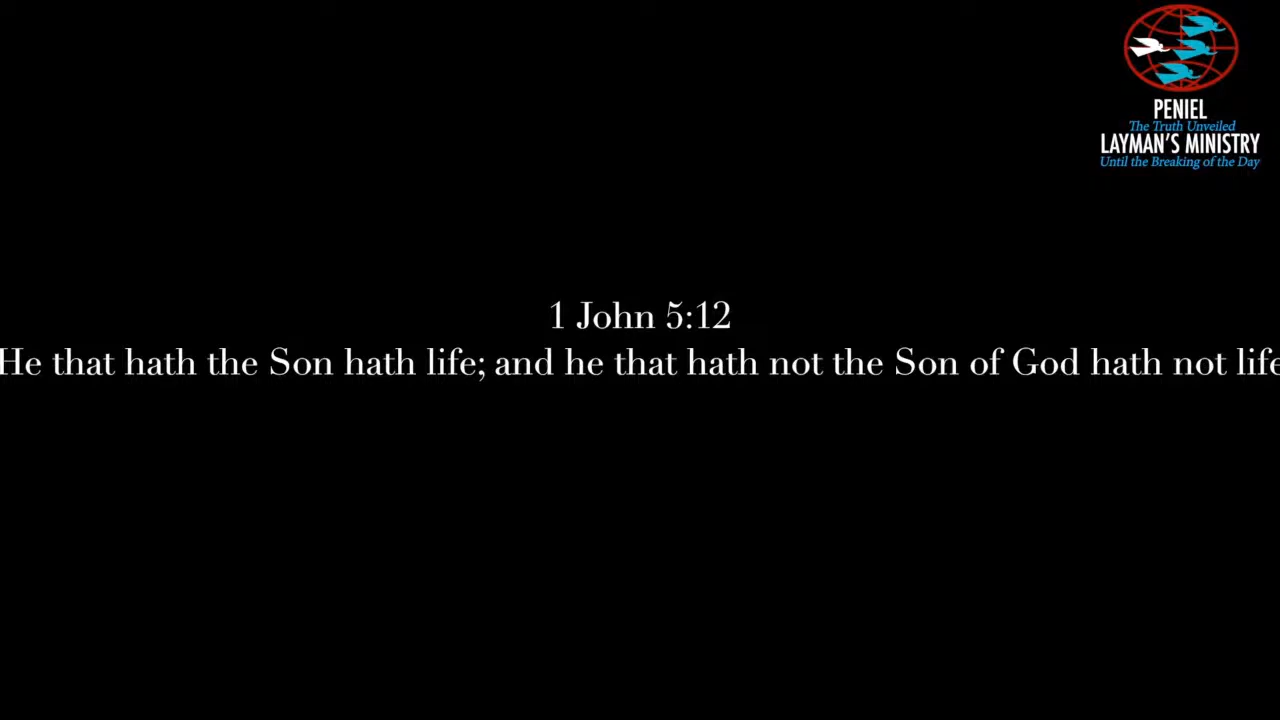 PENIEL
The Truth Unveiled
LAYMAN'S MINISTRY
Until the Breaking of the Day
1 John 5:12
He that hath the Son hath life; and he that hath not the Son of God hath not life